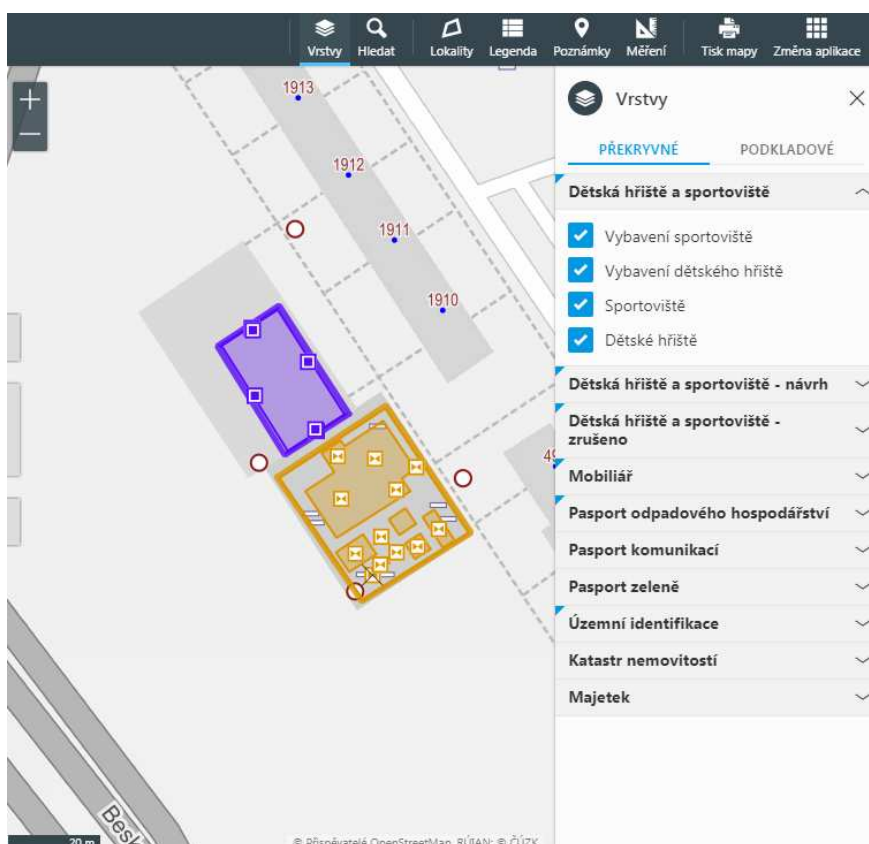 Vrstvy Hledat Lokality Legenda Poznámky Měření Tisk mapy Změna aplikace
+
−
1913
1912
1911
1910
49
Besk
20 m
© Přispěvatelé OpenStreetMap, RÚIAN: © ČÚZK
Vrstvy
PŘEKRYVNÉ PODKLADOVÉ
Dětská hřiště a sportoviště
Vybavení sportoviště
Vybavení dětského hřiště
Sportoviště
Dětské hřiště
Dětská hřiště a sportoviště - návrh
Dětská hřiště a sportoviště -
zrušeno
Mobiliář
Pasport odpadového hospodářství
Pasport komunikací
Pasport zeleně
Územní identifikace
Katastr nemovitostí
Majetek